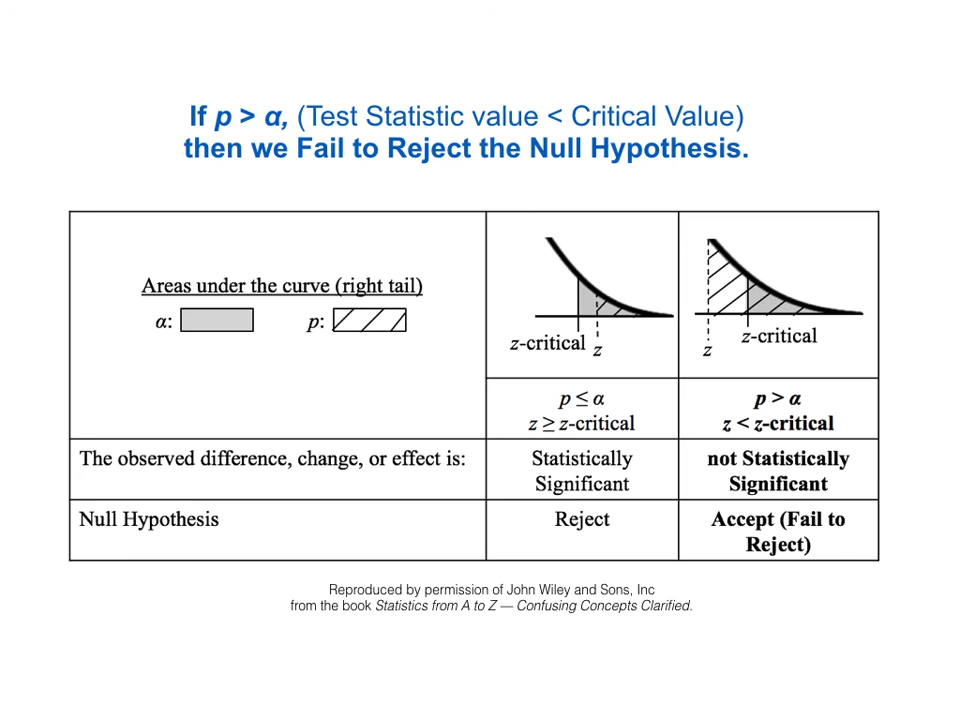 If p > α, (Test Statistic value < Critical Value)
then we Fail to Reject the Null Hypothesis.
Areas under the curve (right tail)
α: p:
z-critical z
z z-critical
p ≤ α
z ≥ z-critical
p > α
z < z-critical
The observed difference, change, or effect is:
Statistically
Significant
not Statistically
Significant
Null Hypothesis
Reject
Accept (Fail to
Reject)
Reproduced by permission of John Wiley and Sons, Inc
from the book Statistics from A to Z — Confusing Concepts Clarified.